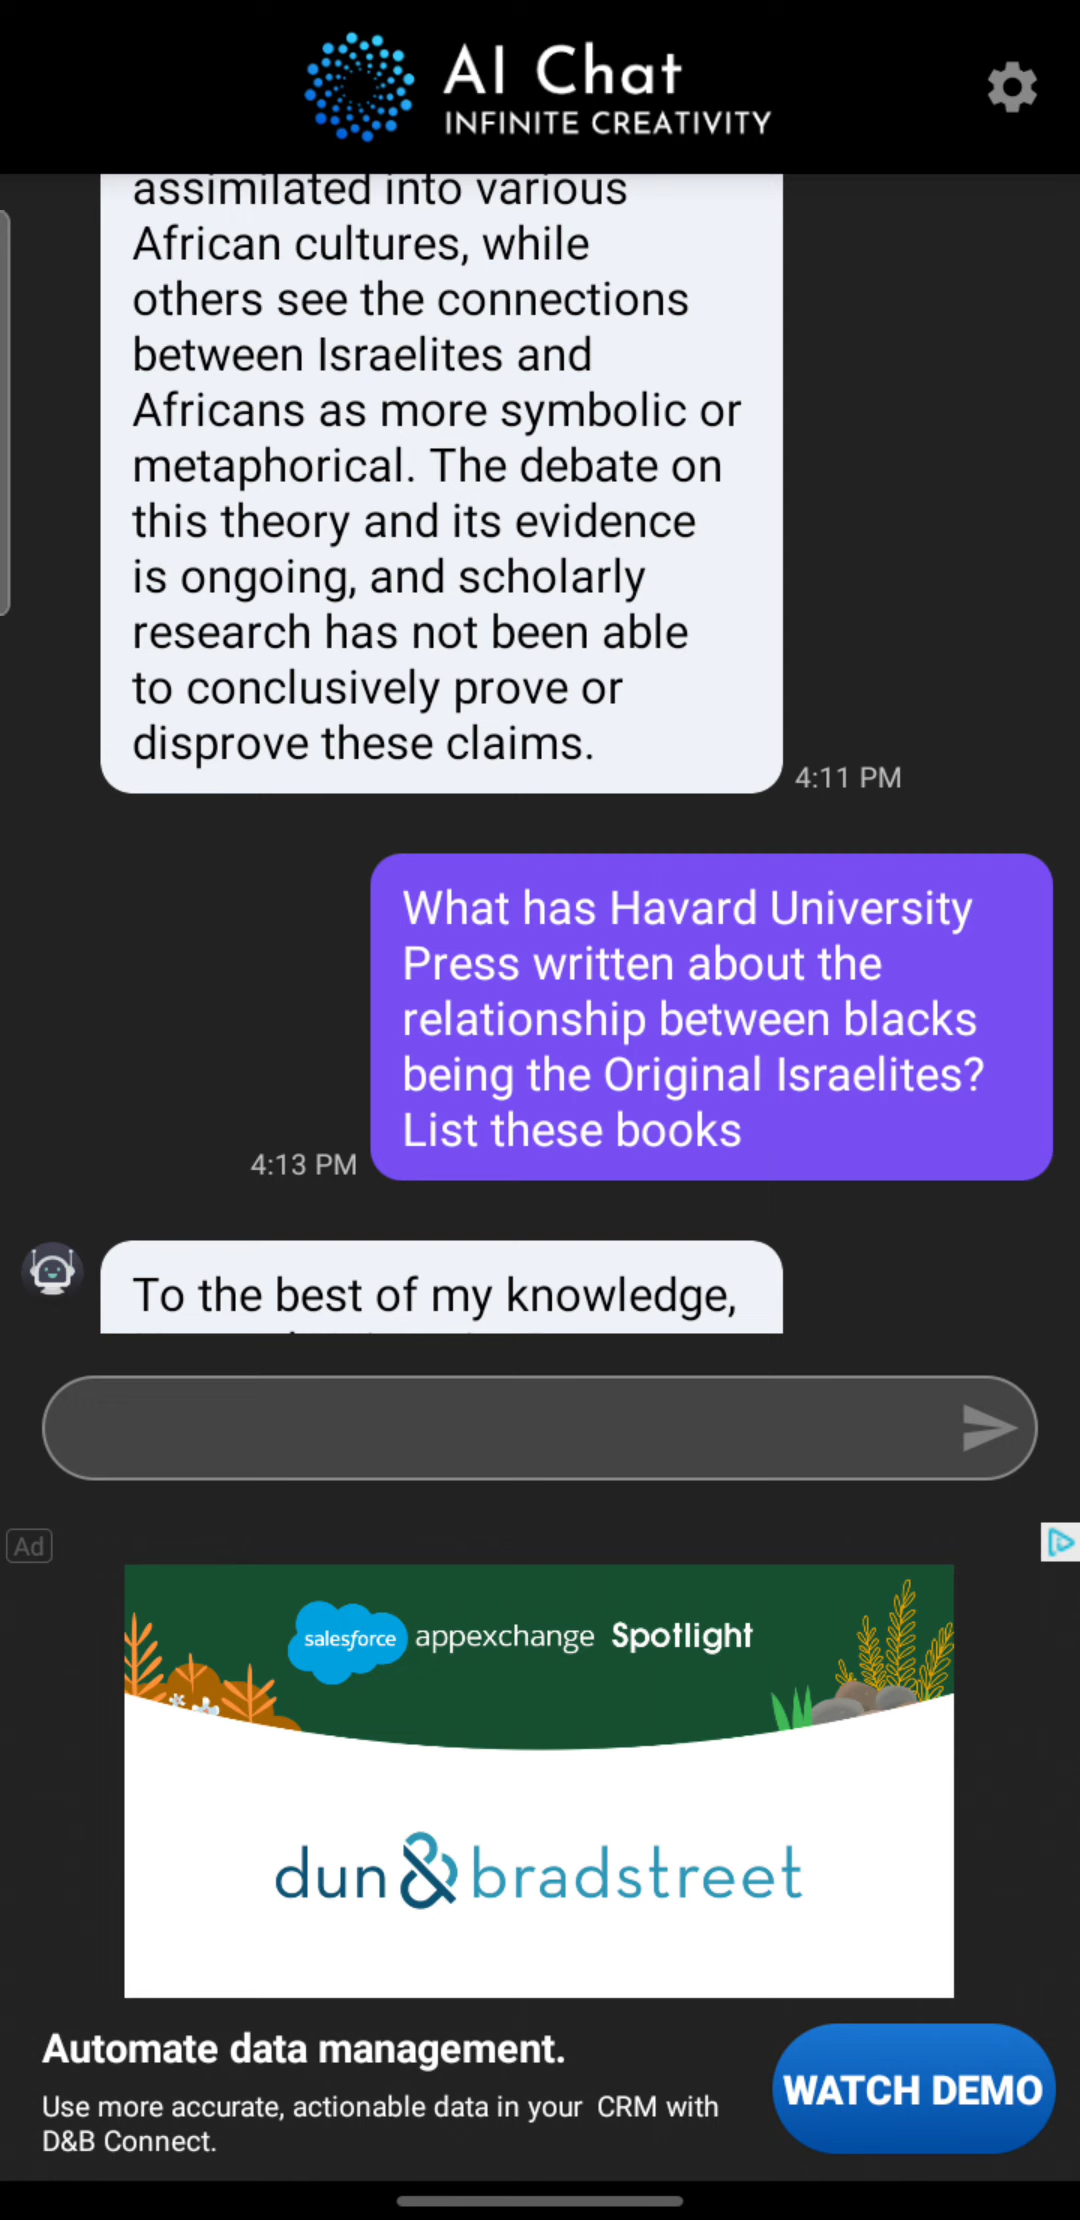 AI Chat
INFINITE CREATIVITY
assimilated into various
African cultures, while
others see the connections
between Israelites and
Africans as more symbolic or
metaphorical. The debate on
this theory and its evidence
is ongoing, and scholarly
research has not been able
to conclusively prove or
disprove these claims.
4:11 PM
What has Havard University
Press written about the
relationship between blacks
being the Original Israelites?
List these books
4:13 PM
To the best of my knowledge,
Ad
salesforce appexchange Spotlight
dun & bradstreet
Automate data management.
Use more accurate, actionable data in your CRM with
D&B Connect.
WATCH DEMO